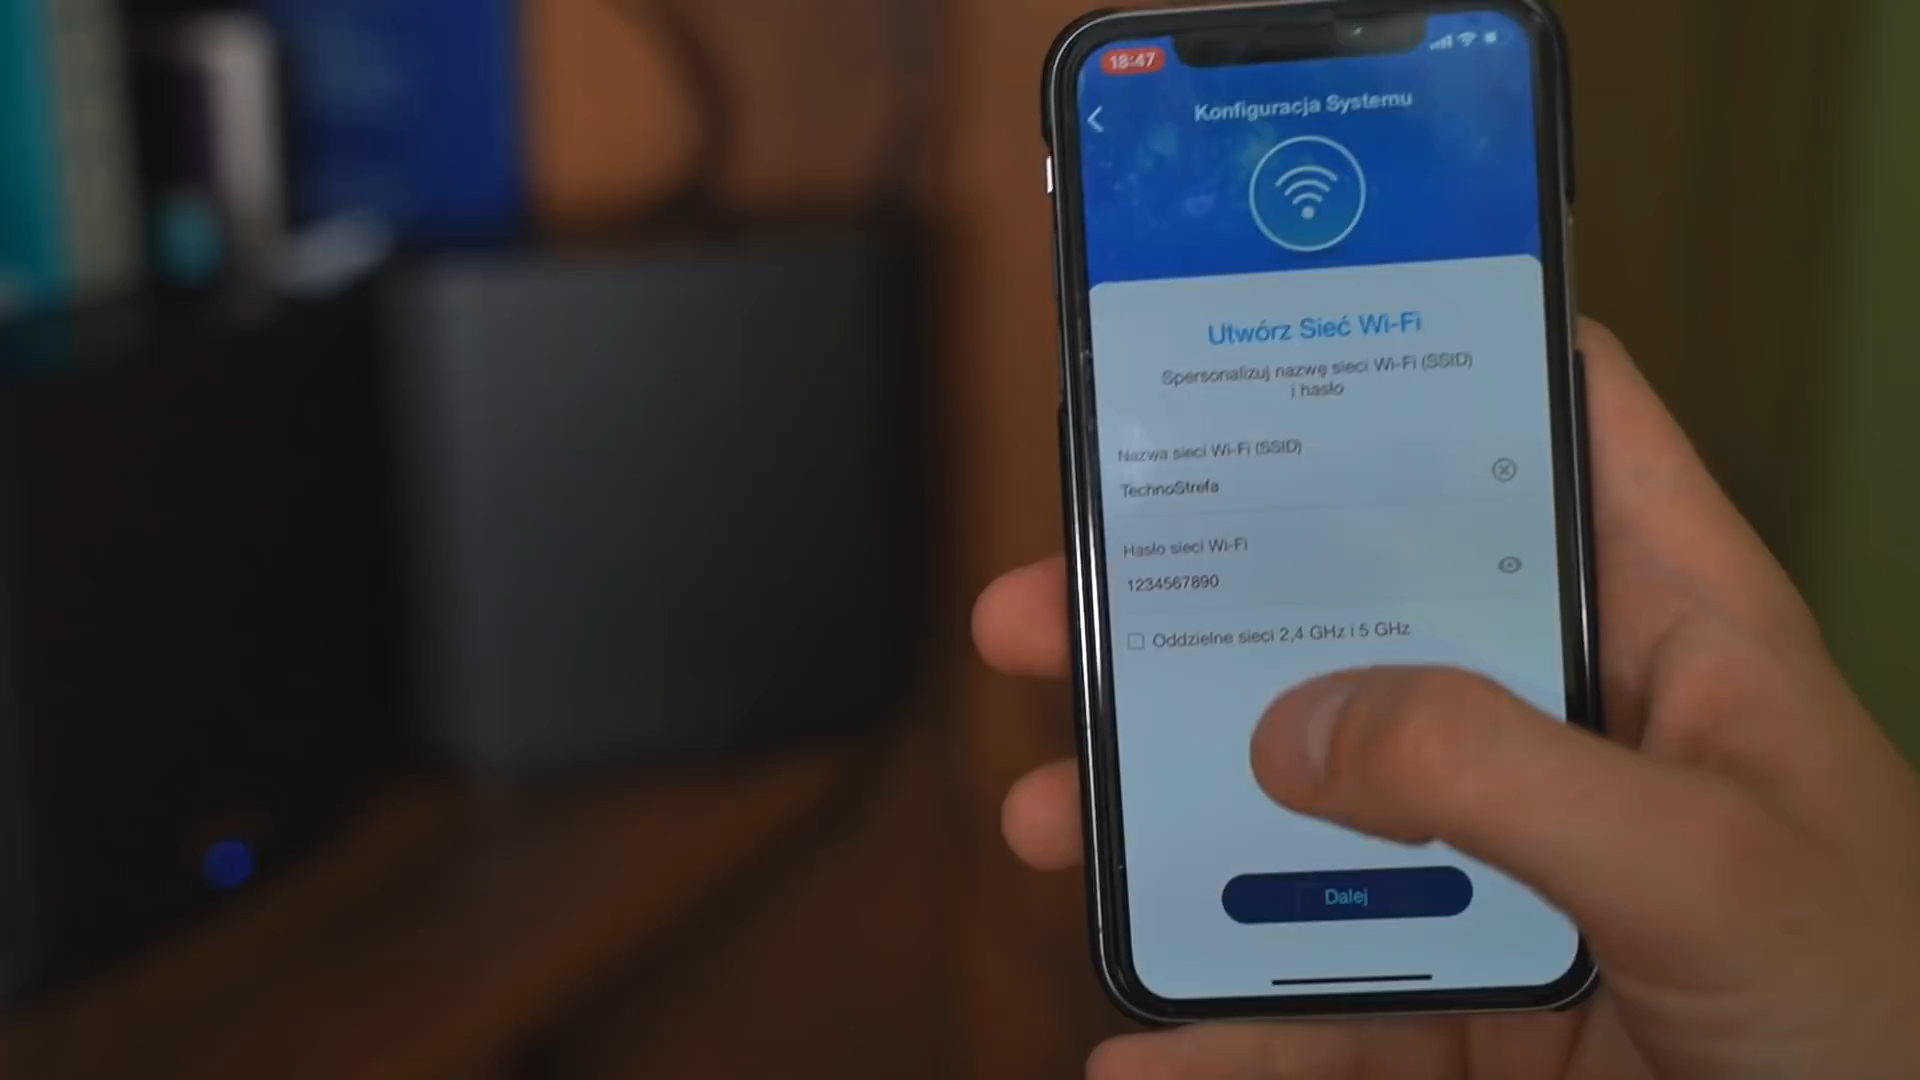 18:47
Konfiguracja Systemu
Utwórz Sieć Wi-Fi
Spersonalizuj nazwę sieci Wi-Fi (SSID)
i hasło
Nazwa sieci Wi-Fi (SSID)
TechnoStrefa
Hasło sieci Wi-Fi
1234567890
Oddzielne sieci 2,4 GHz i 5 GHz
Dalej